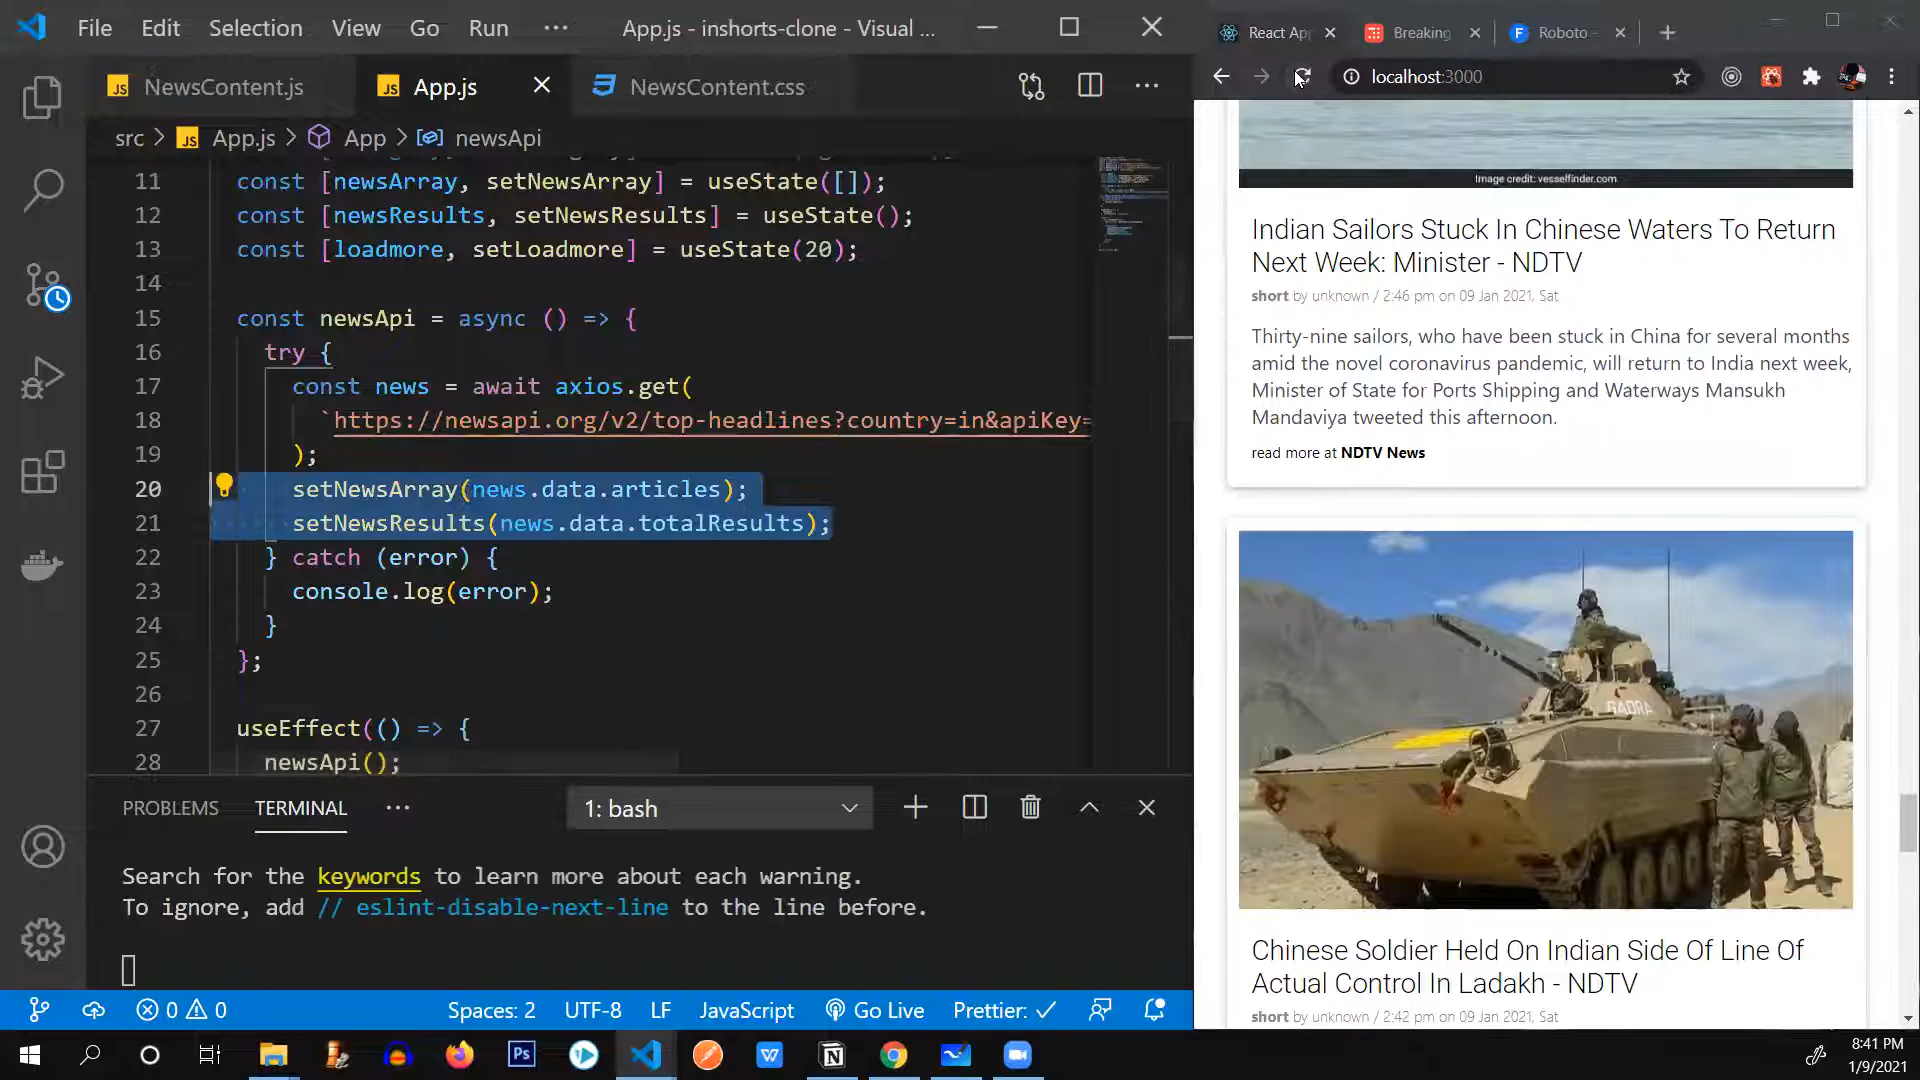 File Edit Selection View Go Run ··· App.js - inshorts-clone - Visual ...
NewsContent.js App.js NewsContent.css
src > App.js > App > newsApi
11 const [newsArray, setNewsArray] = useState([]);
12 const [newsResults, setNewsResults] = useState();
13 const [loadmore, setLoadmore] = useState(20);
14
15 const newsApi = async () => {
16 try {
17 const news = await axios.get(
18 `https://newsapi.org/v2/top-headlines?country=in&apiKey=
19 );
20 setNewsArray(news.data.articles);
21 setNewsResults(news.data.totalResults);
22 } catch (error) {
23 console.log(error);
24 }
25 };
26
27 useEffect(() => {
28 newsApi();
PROBLEMS TERMINAL ··· 1: bash
Search for the keywords to learn more about each warning.
To ignore, add // eslint-disable-next-line to the line before.
0 0 Spaces: 2 UTF-8 LF JavaScript Go Live Prettier: ✓
React App Breaking Roboto -
localhost:3000
Image credit: vesselfinder.com
Indian Sailors Stuck In Chinese Waters To Return
Next Week: Minister - NDTV
short by unknown / 2:46 pm on 09 Jan 2021, Sat
Thirty-nine sailors, who have been stuck in China for several months
amid the novel coronavirus pandemic, will return to India next week,
Minister of State for Ports Shipping and Waterways Mansukh
Mandaviya tweeted this afternoon.
read more at NDTV News
Chinese Soldier Held On Indian Side Of Line Of
Actual Control In Ladakh - NDTV
short by unknown / 2:42 pm on 09 Jan 2021, Sat
Ps
8:41 PM
1/9/2021